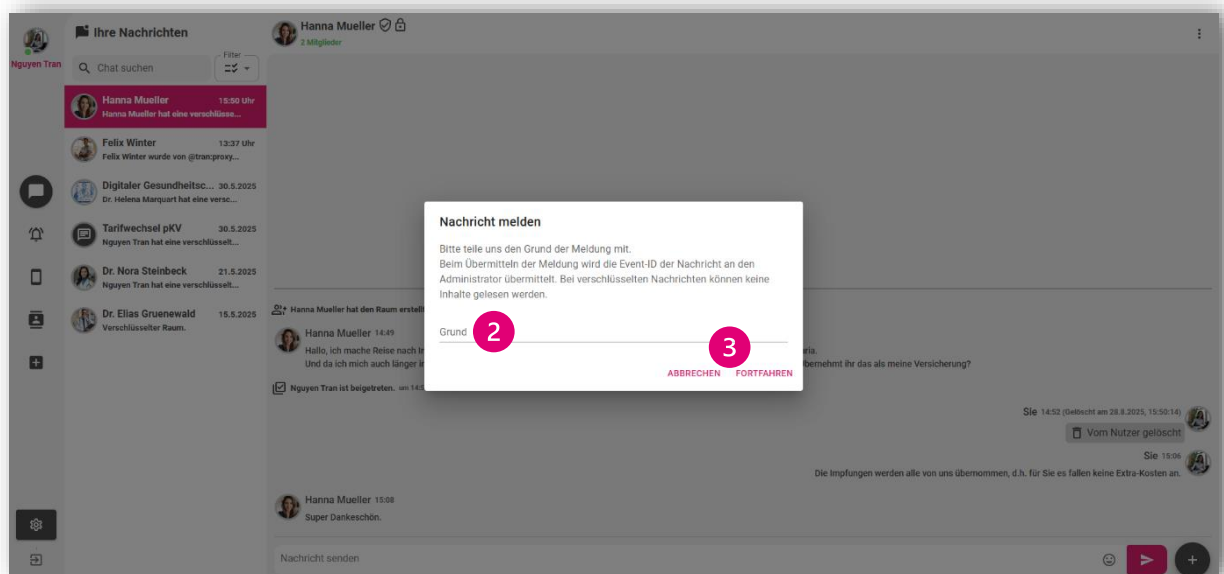 Nguyen Tran
Ihre Nachrichten
Chat suchen
Filter
Hanna Mueller 15:50 Uhr
Hanna Mueller hat eine verschlüsse...
Felix Winter 13:37 Uhr
Felix Winter wurde von @tran:proxy...
Digitaler Gesundheitsc... 30.5.2025
Dr. Helena Marquart hat eine versc...
Tarifwechsel pKV 30.5.2025
Nguyen Tran hat eine verschlüsselt...
Dr. Nora Steinbeck 21.5.2025
Nguyen Tran hat eine verschlüsselt...
Dr. Elias Gruenewald 15.5.2025
Verschlüsselter Raum.
Hanna Mueller
2 Mitglieder
Nachricht melden
Bitte teile uns den Grund der Meldung mit.
Beim Übermitteln der Meldung wird die Event-ID der Nachricht an den
Administrator übermittelt. Bei verschlüsselten Nachrichten können keine
Inhalte gelesen werden.
Grund 2
3
ABBRECHEN FORTFAHREN
Hanna Mueller hat den Raum erstell
Hanna Mueller 14:49
Hallo, ich mache Reise nach
Und da ich mich auch länger bernehmt ihr das als meine Versicherung?
Nguyen Tran ist beigetreten. um
Sie 14:52 (Gelöscht am 28.8.2025, 15:50:14)
Vom Nutzer gelöscht
Sie 15:06
Die Impfungen werden alle von uns übernommen, d.h. für Sie es fallen keine Extra-Kosten an.
Hanna Mueller 15:08
Super Dankeschön.
Nachricht senden